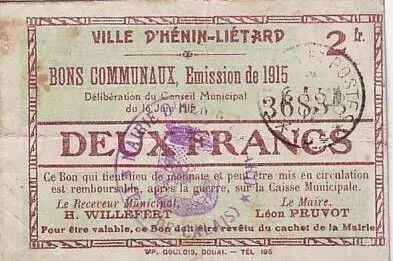 VILLE D'HÉNIN-LIÉTARD 2 fr.
BONS COMMUNAUX, Emission de 1915
Délibération du Conseil Municipal
du 16 1915
36834
DEUX FRANCS
Ce Bon qui tient lieu de monnaie et peut être mis en circulation
est remboursable, après la guerre, sur la Caisse Municipale.
Le Receveur Municipal, Le Maire,
H. WILLEFERT Léon PRUVOT
Pour être valable, ce Bon doit être revêtu du cachet de la Mairie
IMP. GOULOIS, DOUAI. - TÉL 195